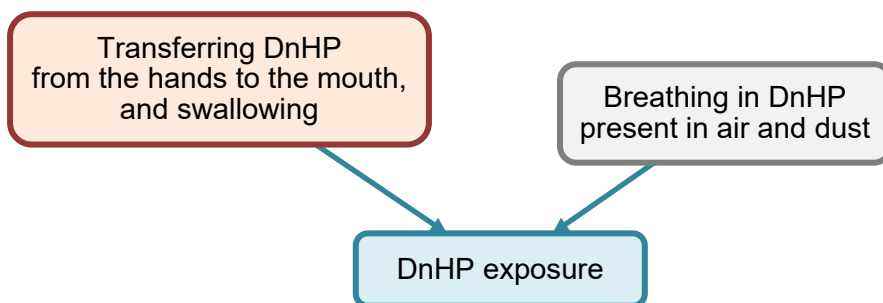 Transferring DnHP
from the hands to the mouth,
and swallowing
Breathing in DnHP
present in air and dust
DnHP exposure